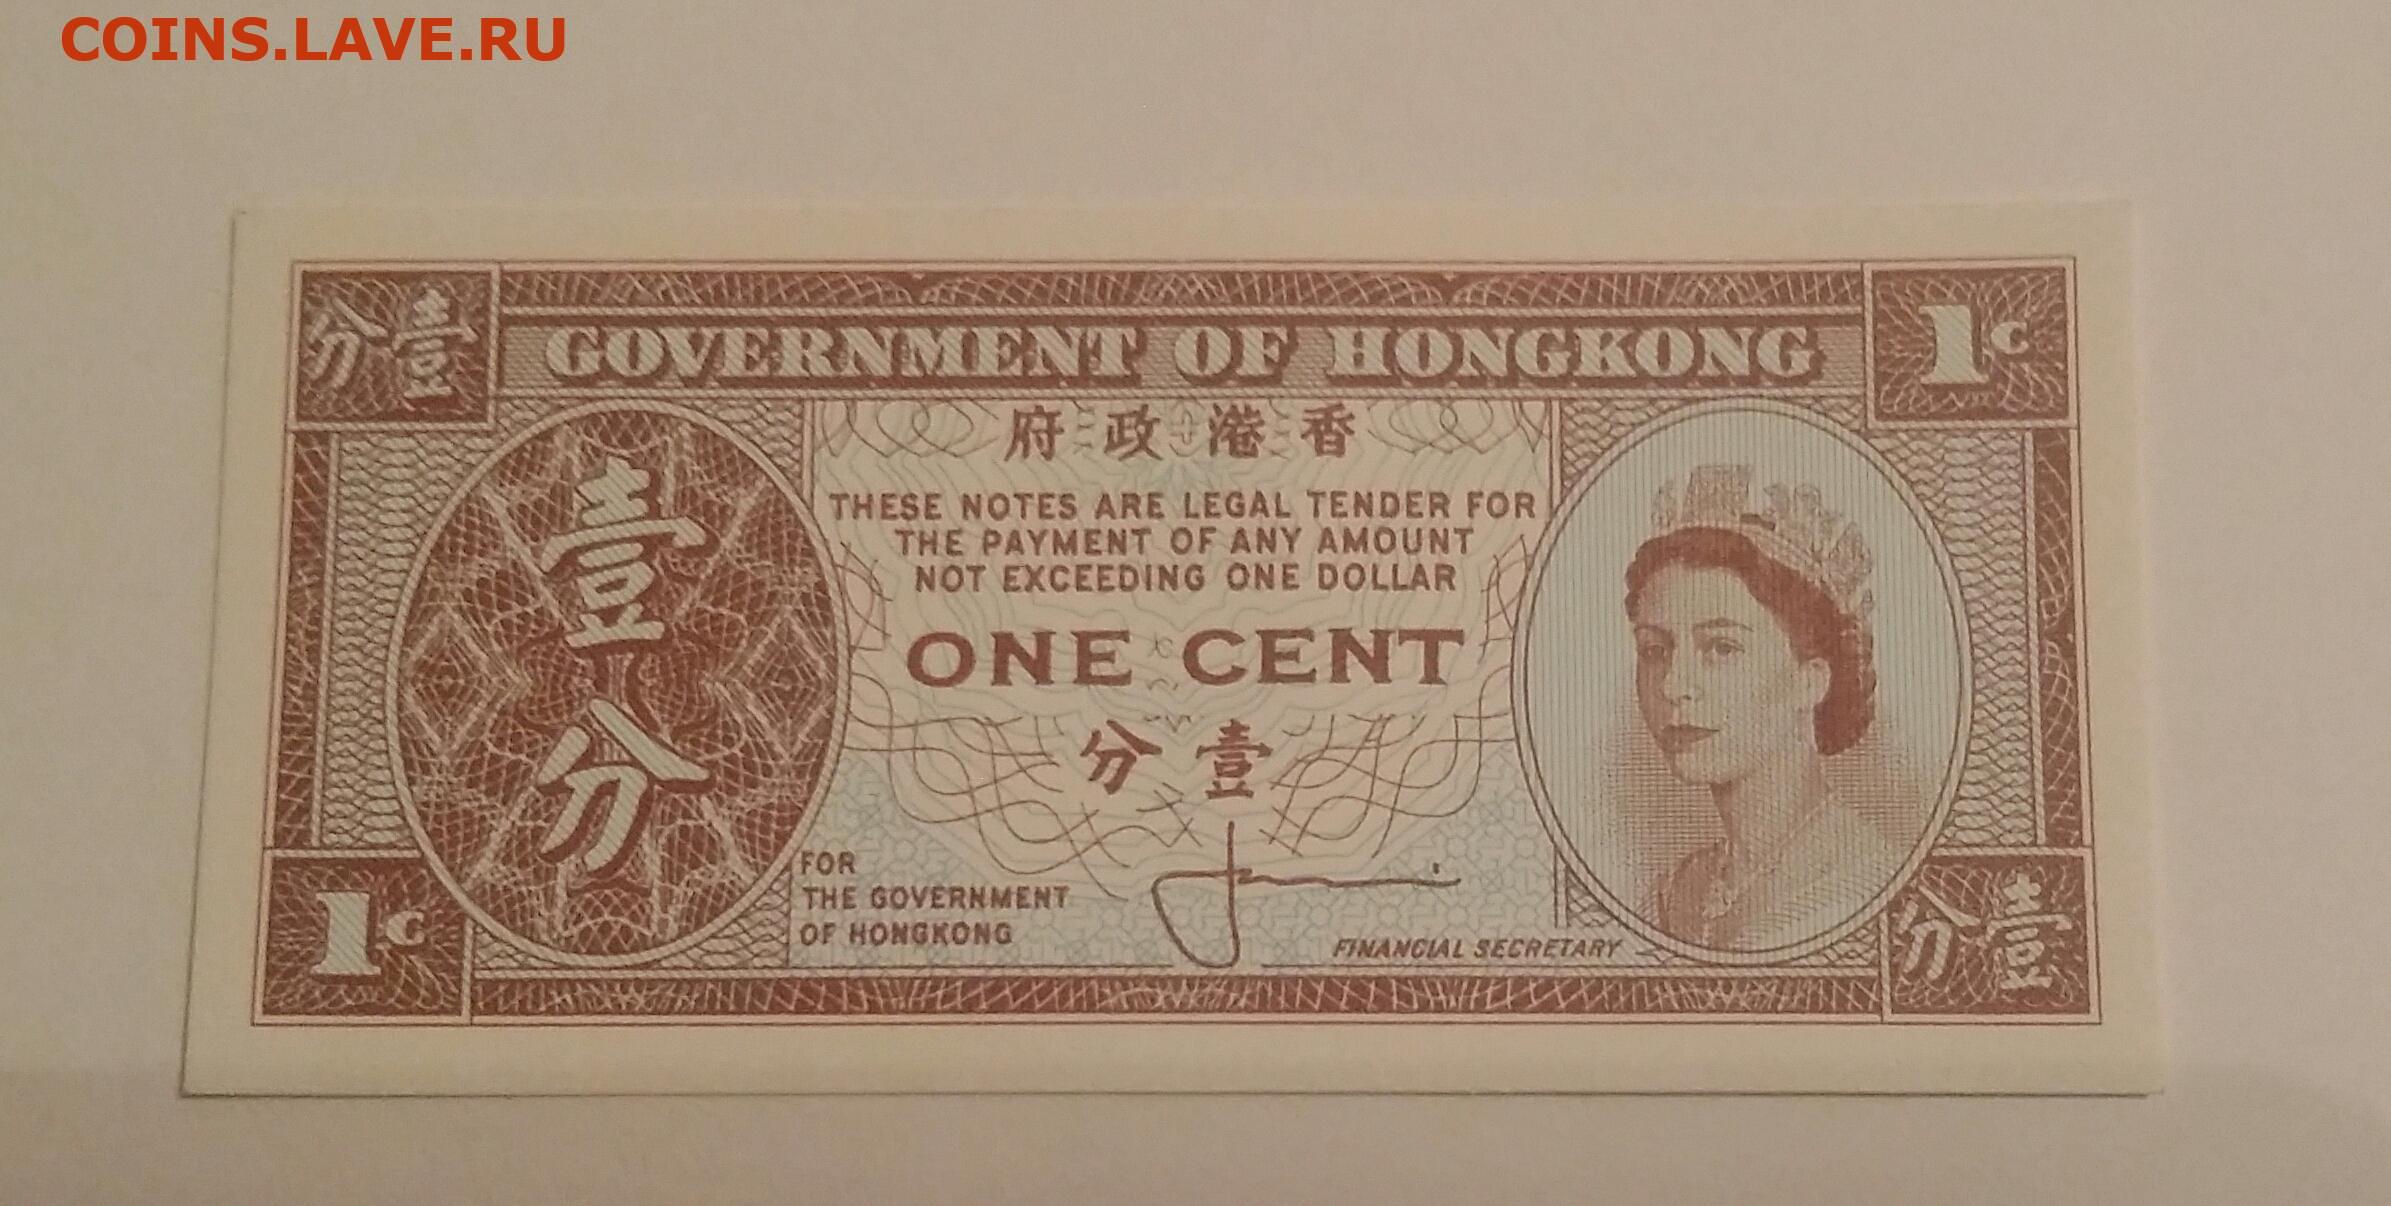 COINS.LAVE.RU
分壹
GOVERNMENT OF HONGKONG
1c
府政港香
THESE NOTES ARE LEGAL TENDER FOR
THE PAYMENT OF ANY AMOUNT
NOT EXCEEDING ONE DOLLAR
壹
分
ONE CENT
分壹
FOR
THE GOVERNMENT
OF HONGKONG
FINANCIAL SECRETARY
1c
分壹